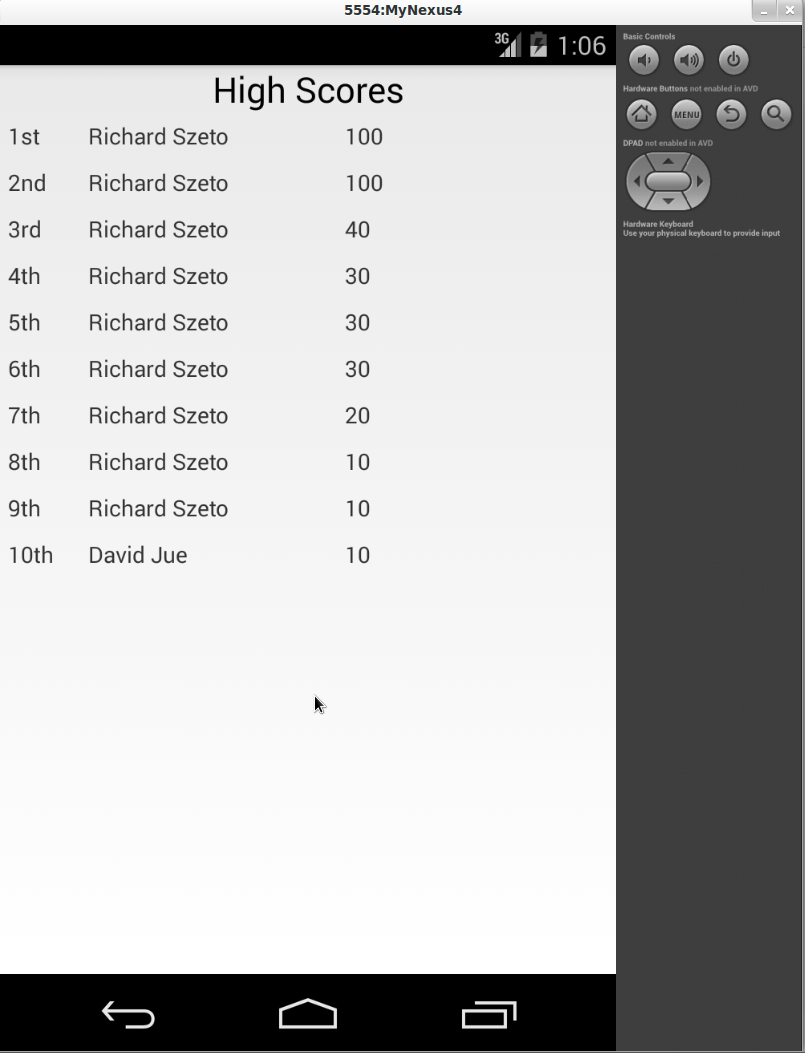 5554:MyNexus4
3G 1:06
High Scores
1st Richard Szeto 100
2nd Richard Szeto 100
3rd Richard Szeto 40
4th Richard Szeto 30
5th Richard Szeto 30
6th Richard Szeto 30
7th Richard Szeto 20
8th Richard Szeto 10
9th Richard Szeto 10
10th David Jue 10
Basic Controls
Hardware Buttons not enabled in AVD
MENU
DPAD not enabled in AVD
Hardware Keyboard
Use your physical keyboard to provide input